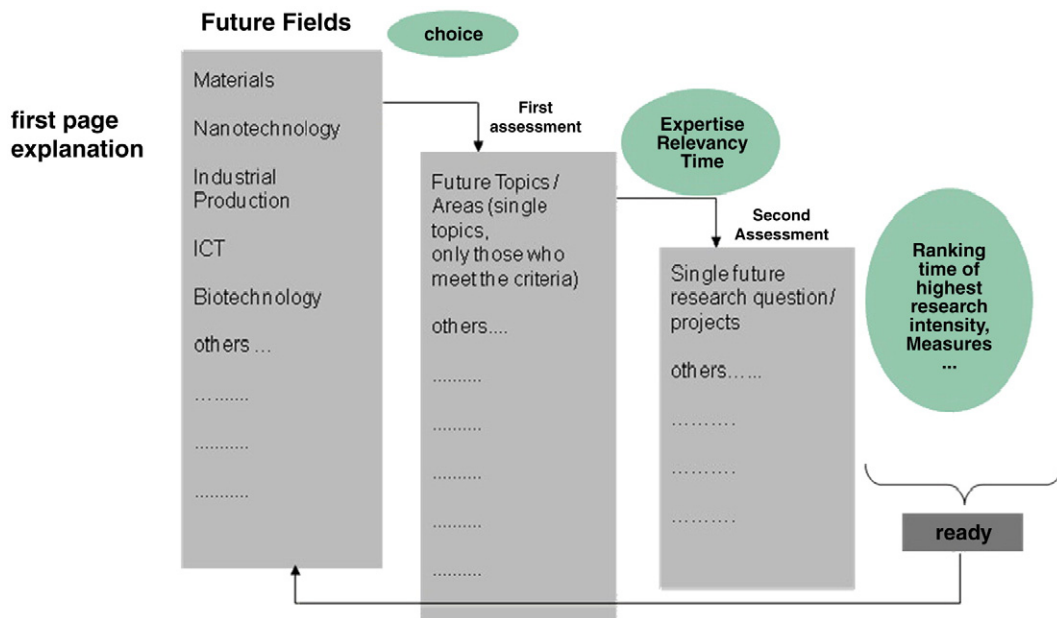 Future Fields
choice
first page
explanation
Materials
Nanotechnology
Industrial
Production
ICT
Biotechnology
others ...
... .......
..........
..........
First
assessment
Future Topics /
Areas (single
topics,
only those who
meet the criteria)
others....
.........
.........
.........
.........
.........
Expertise
Relevancy
Time
Second
Assessment
Single future
research question/
projects
others......
..........
..........
..........
Ranking
time of
highest
research
intensity,
Measures
...
ready